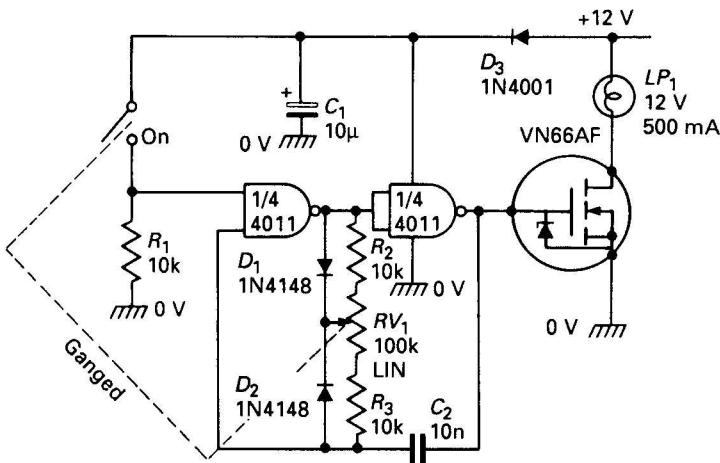 +12 V
D3
1N4001
LP1
12 V
500 mA
+
C1
10µ
0 V
VN66AF
On
1/4
4011
1/4
4011
R1
10k
0 V
D1
1N4148
R2
10k
0 V
RV1
100k
LIN
0 V
Ganged
D2
1N4148
R3
10k
C2
10n